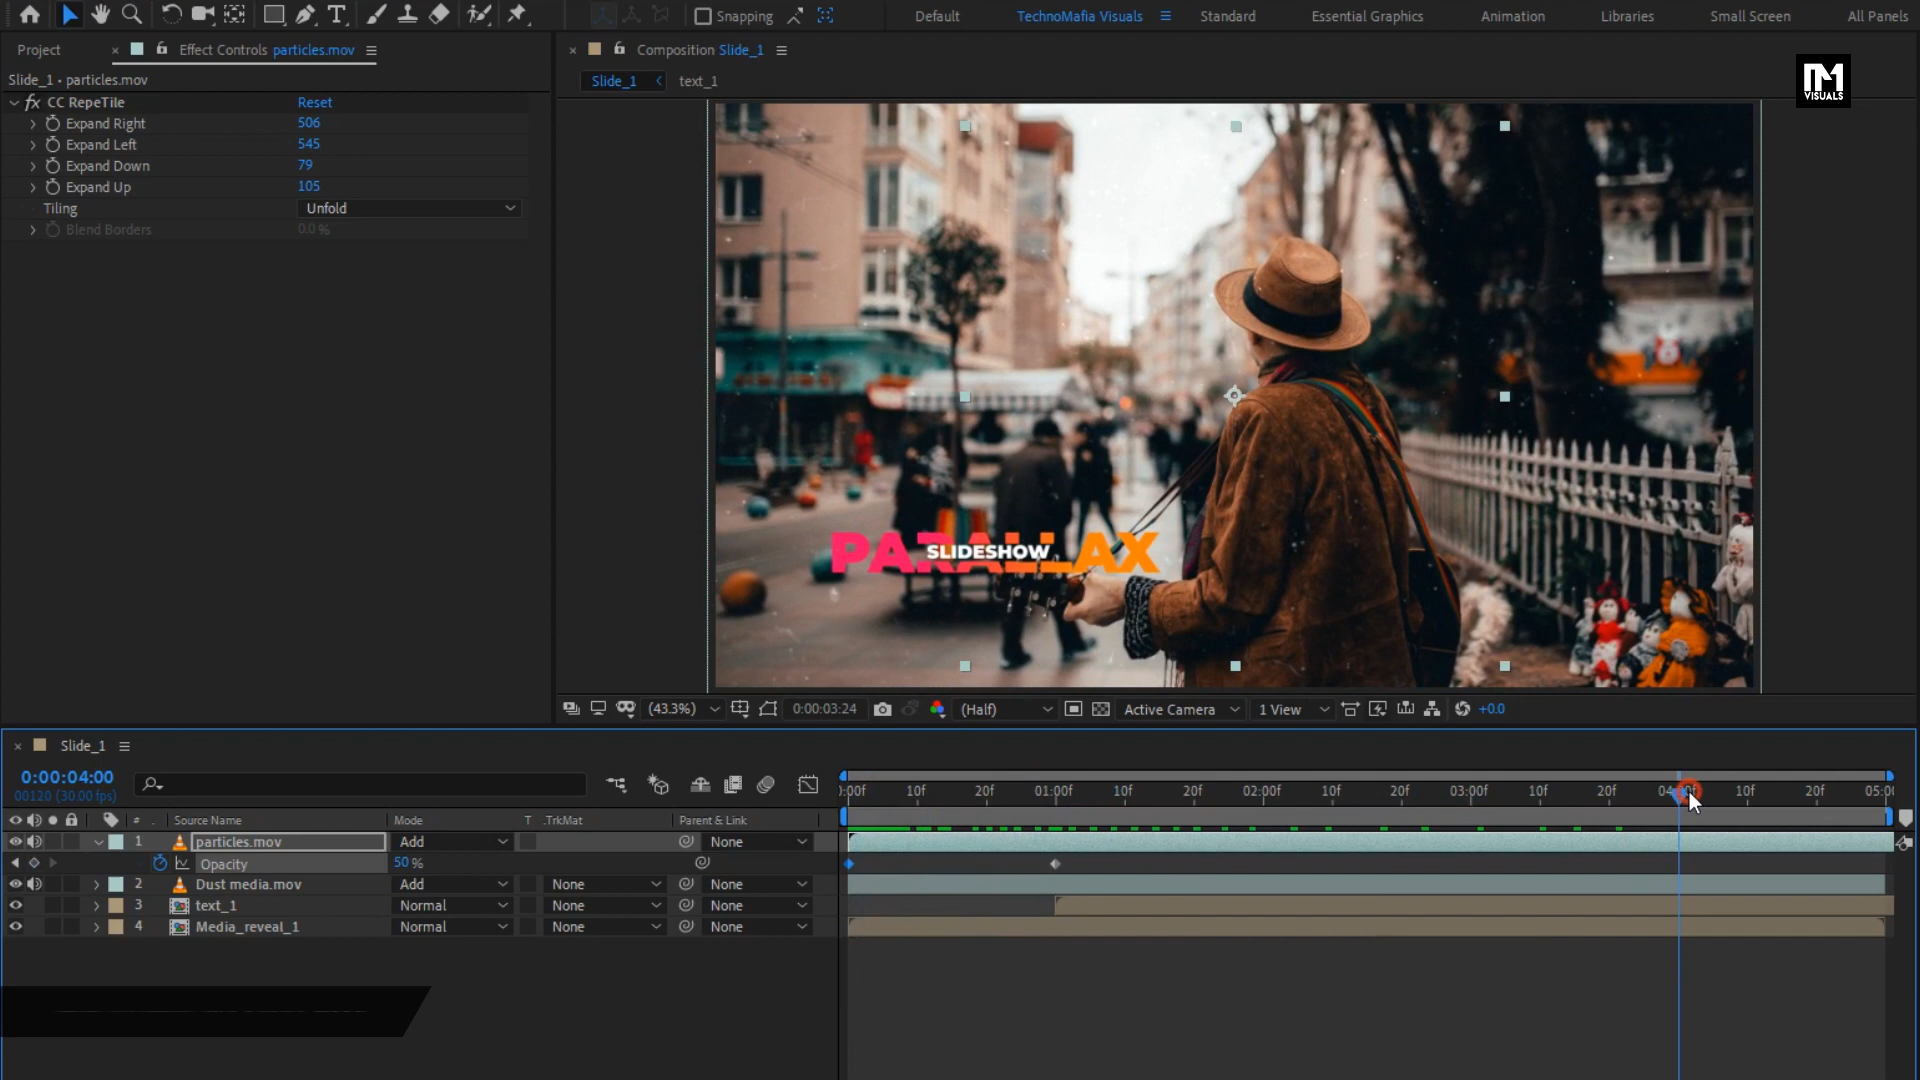 Snapping
Default
TechnoMafia Visuals
Standard
Essential Graphics
Animation
Libraries
Small Screen
All Panels
Project
Effect Controls particles.mov
Composition Slide_1
Slide_1 • particles.mov
Slide_1
text_1
VISUALS
fx CC RepeTile Reset
Expand Right 506
Expand Left 545
Expand Down 79
Expand Up 105
Tiling Unfold
Blend Borders 0.0 %
PARALLAX
SLIDESHOW
(43.3%)
0:00:03:24
(Half)
Active Camera
1 View
+0.0
Slide_1
0:00:04:00
00120 (30.00 fps)
):00f 10f 20f 01:00f 10f 20f 02:00f 10f 20f 03:00f 10f 20f 10f 20f 05:00
# . Source Name Mode T .TrkMat Parent & Link
1 particles.mov Add None
Opacity 50 %
2 Dust media.mov Add None None
3 text_1 Normal None None
4 Media_reveal_1 Normal None None